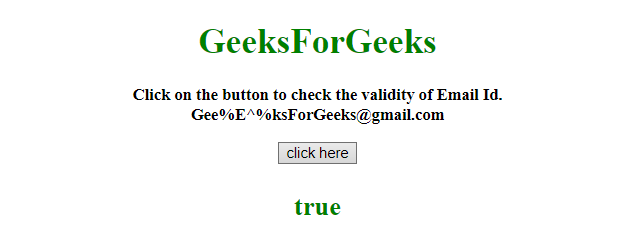 GeeksForGeeks
Click on the button to check the validity of Email Id.
Gee%E^%ksForGeeks@gmail.com
click here
true